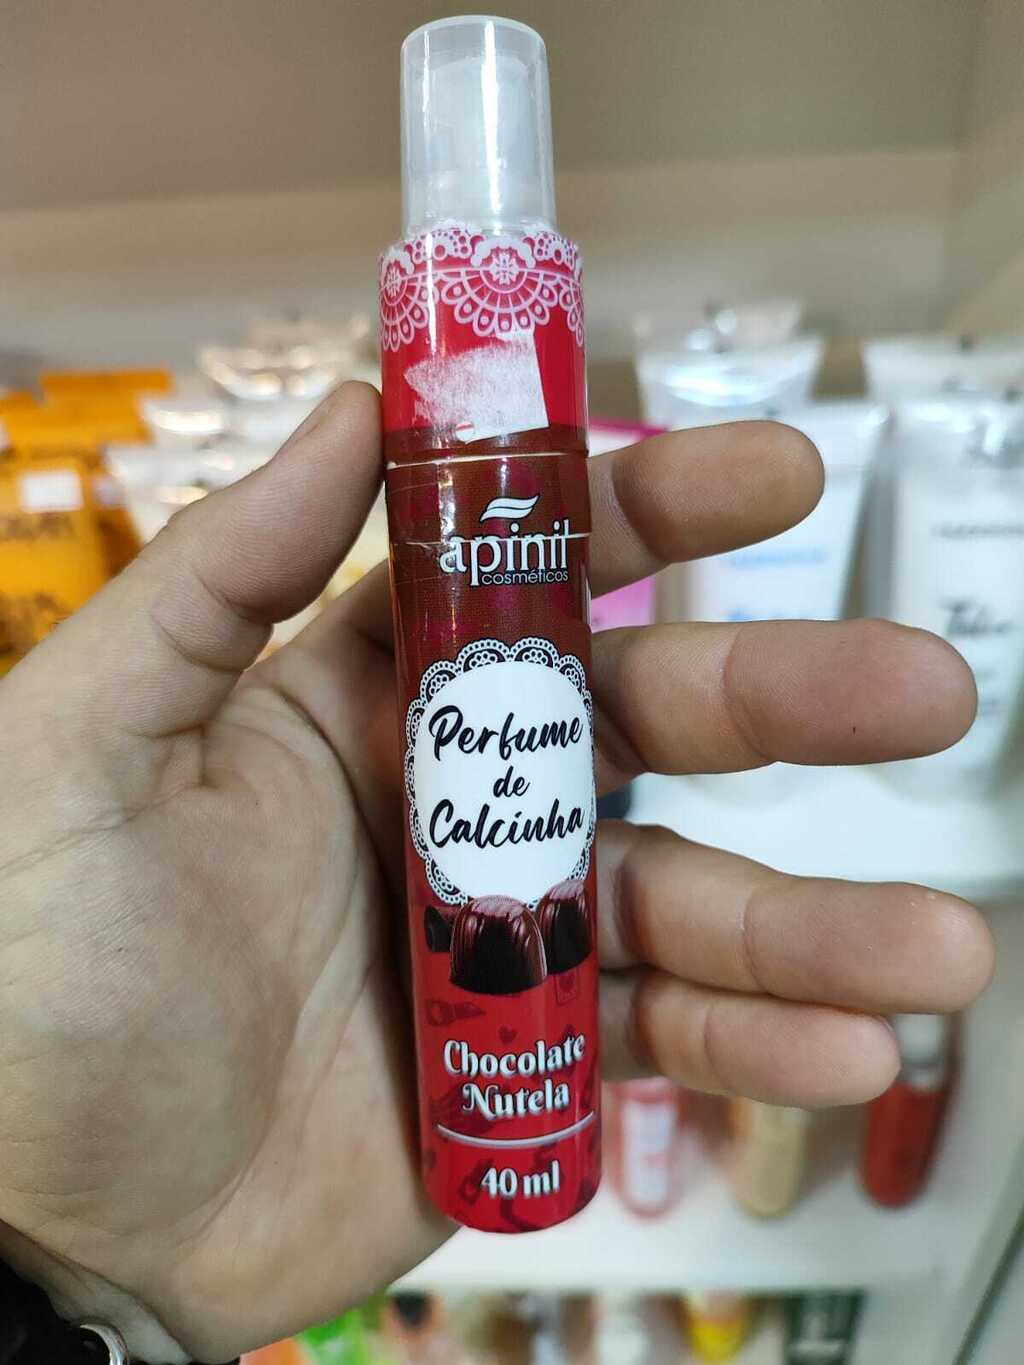 apinil
cosméticos
Perfume
de
Calcinha
Chocolate
Nutela
40 ml